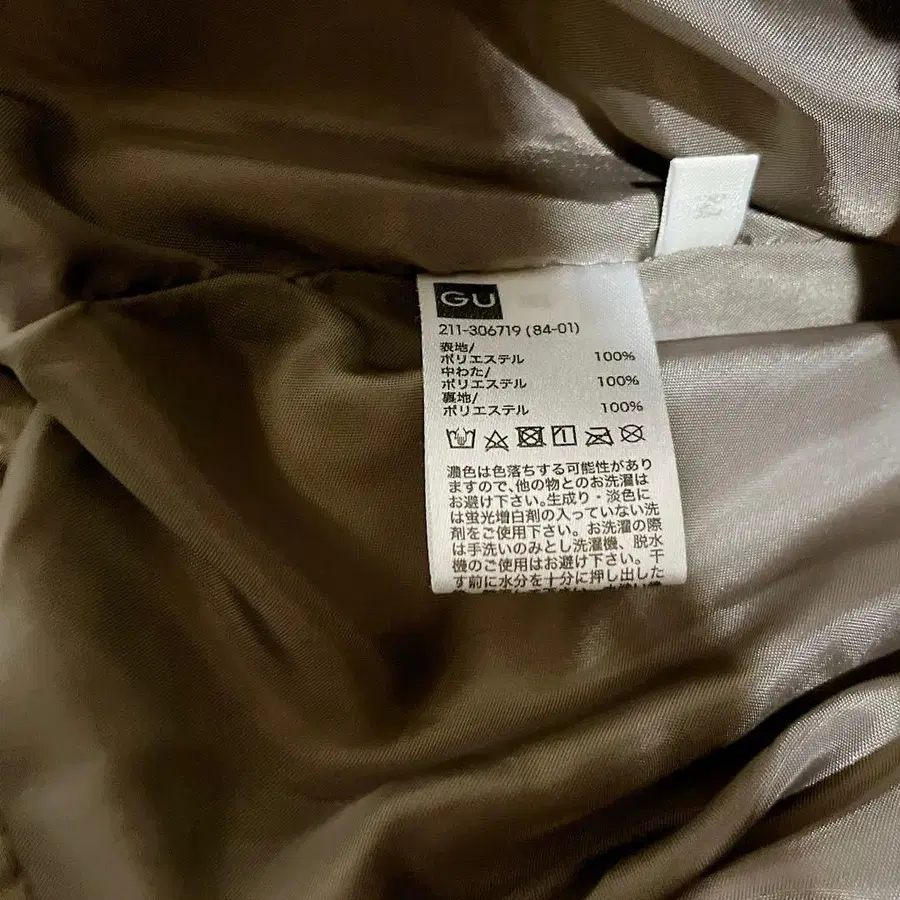 GU
211-306719 (84-01)
表地/
ポリエステル 100%
中わた/
ポリエステル 100%
裏地/
ポリエステル 100%
濃色は色落ちする可能性があり
ますので、他の物とのお洗濯は
お避け下さい。生成り・淡色に
は蛍光増白剤の入っていない洗
剤をご使用下さい。お洗濯の際
は手洗いのみとし洗濯機、脱水
機のご使用はお避け下さい。干
す前に水分を十分に押し出した